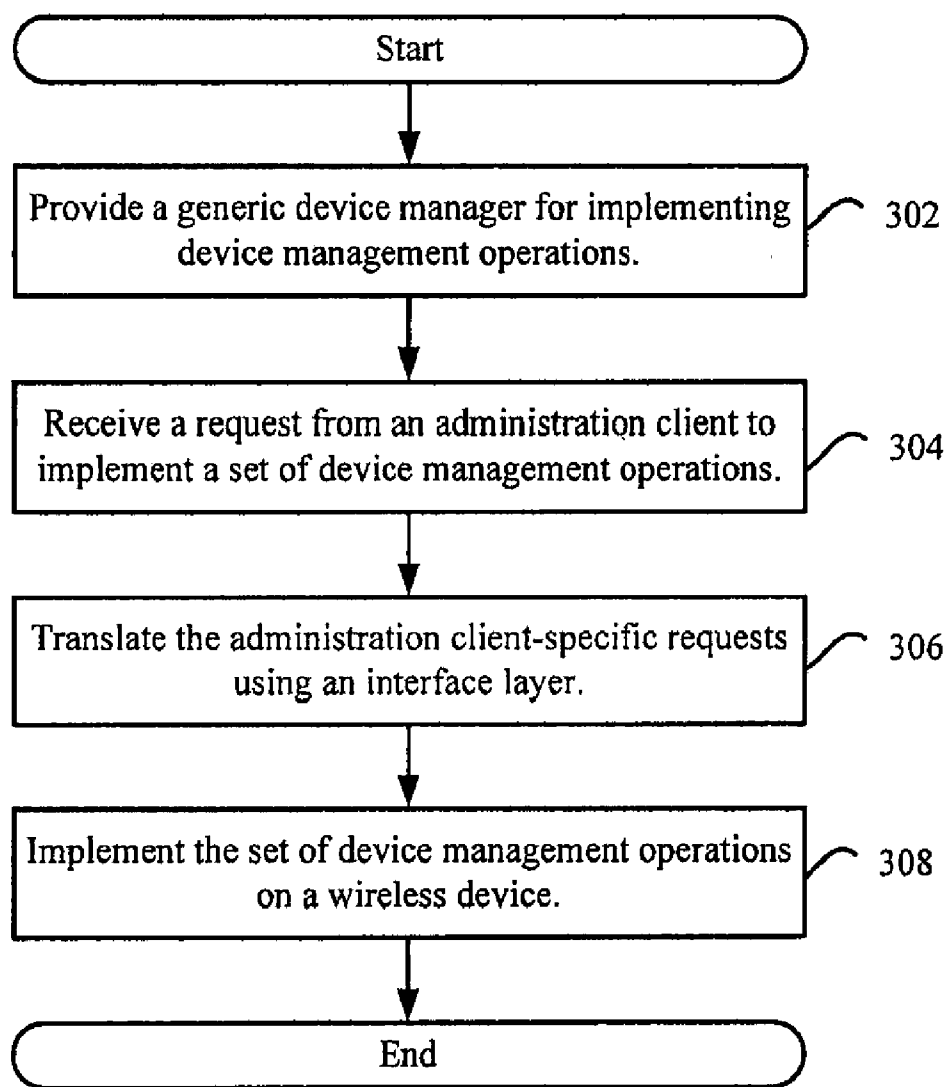 Start
Provide a generic device manager for implementing
device management operations.
302
Receive a request from an administration client to
implement a set of device management operations.
304
Translate the administration client-specific requests
using an interface layer.
306
Implement the set of device management operations
on a wireless device.
308
End